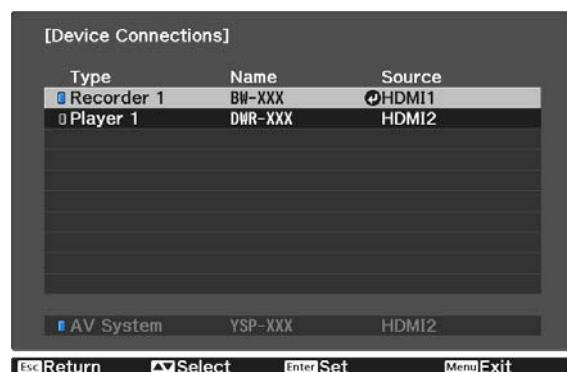 [Device Connections]
Type Name Source
Recorder 1 BW-XXX HDMI1
Player 1 DWR-XXX HDMI2
AV System YSP-XXX HDMI2
Esc Return Select Enter Set Menu Exit